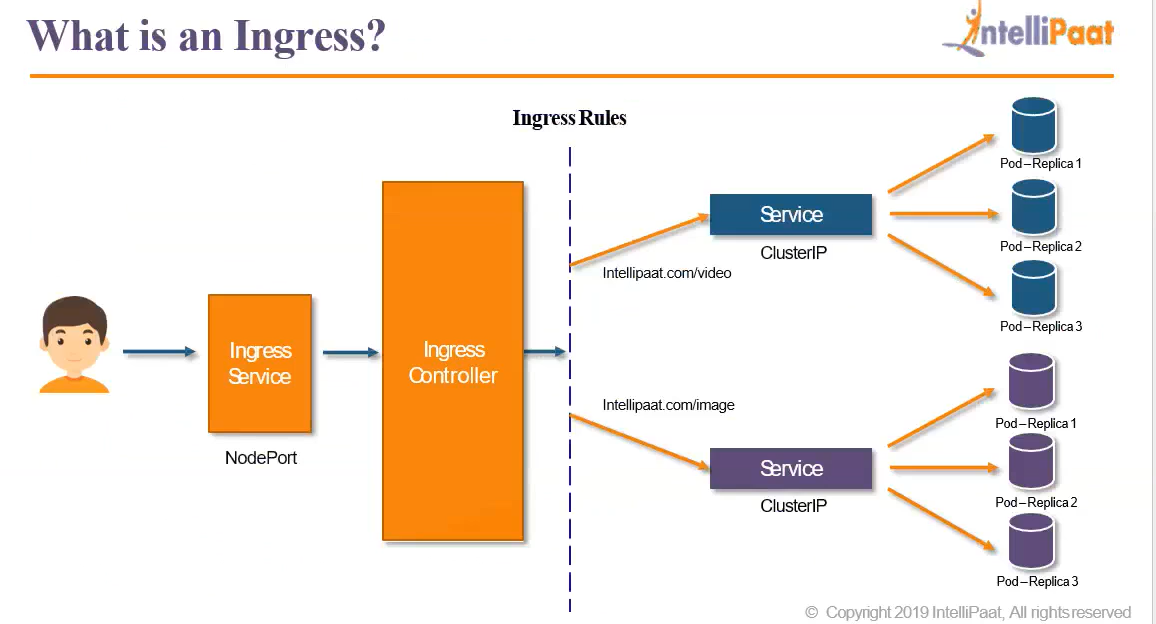 What is an Ingress?
IntelliPaat
Ingress Rules
Ingress
Service
NodePort
Ingress
Controller
Intellipaat.com/video
Service
ClusterIP
Pod – Replica 1
Pod – Replica 2
Pod – Replica 3
Intellipaat.com/image
Service
ClusterIP
Pod – Replica 1
Pod – Replica 2
Pod – Replica 3
© Copyright 2019 IntelliPaat, All rights reserved